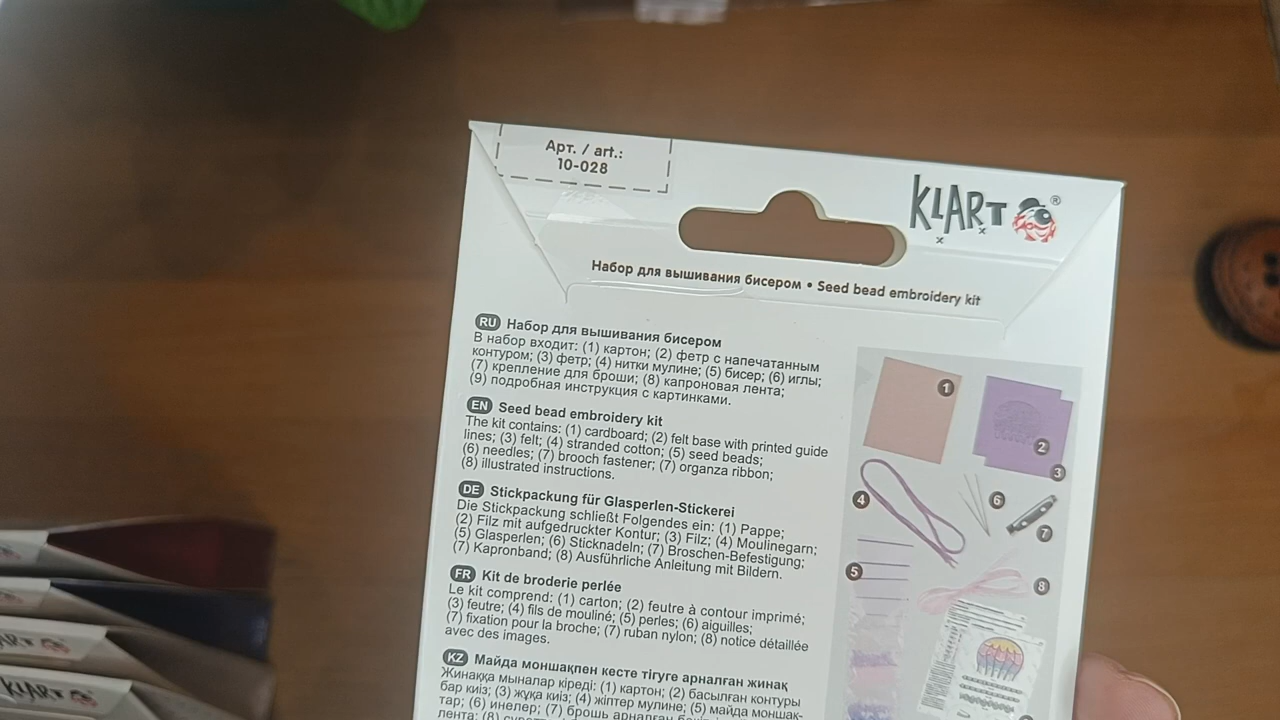 Арт. / art.:
10-028
KLART®
Набор для вышивания бисером • Seed bead embroidery kit
RU Набор для вышивания бисером
В набор входит: (1) картон; (2) фетр с напечатанным
контуром; (3) фетр; (4) нитки мулине; (5) бисер; (6) иглы;
(7) крепление для броши; (8) капроновая лента;
(9) подробная инструкция с картинками.
EN Seed bead embroidery kit
The kit contains: (1) cardboard; (2) felt base with printed guide
lines; (3) felt; (4) stranded cotton; (5) seed beads;
(6) needles; (7) brooch fastener; (7) organza ribbon;
(8) illustrated instructions.
DE Stickpackung für Glasperlen-Stickerei
Die Stickpackung schließt Folgendes ein: (1) Pappe;
(2) Filz mit aufgedruckter Kontur; (3) Filz; (4) Moulinegarn;
(5) Glasperlen; (6) Sticknadeln; (7) Broschen-Befestigung;
(7) Kapronband; (8) Ausführliche Anleitung mit Bildern.
FR Kit de broderie perlée
Le kit comprend: (1) carton; (2) feutre à contour imprimé;
(3) feutre; (4) fils de mouliné; (5) perles; (6) aiguilles;
(7) fixation pour la broche; (7) ruban nylon; (8) notice détaillée
avec des images.
KZ Майда моншақпен кесте тігуге арналған жинақ
Жинаққа мыналар кіреді: (1) картон; (2) басылған контуры
бар киіз; (3) жұқа киіз; (4) жіптер мулине; (5) майда моншақ-
тар; (6) инелер; (7) брошь
лента; (8)
1
2
3
4
5
6
7
8
KLART